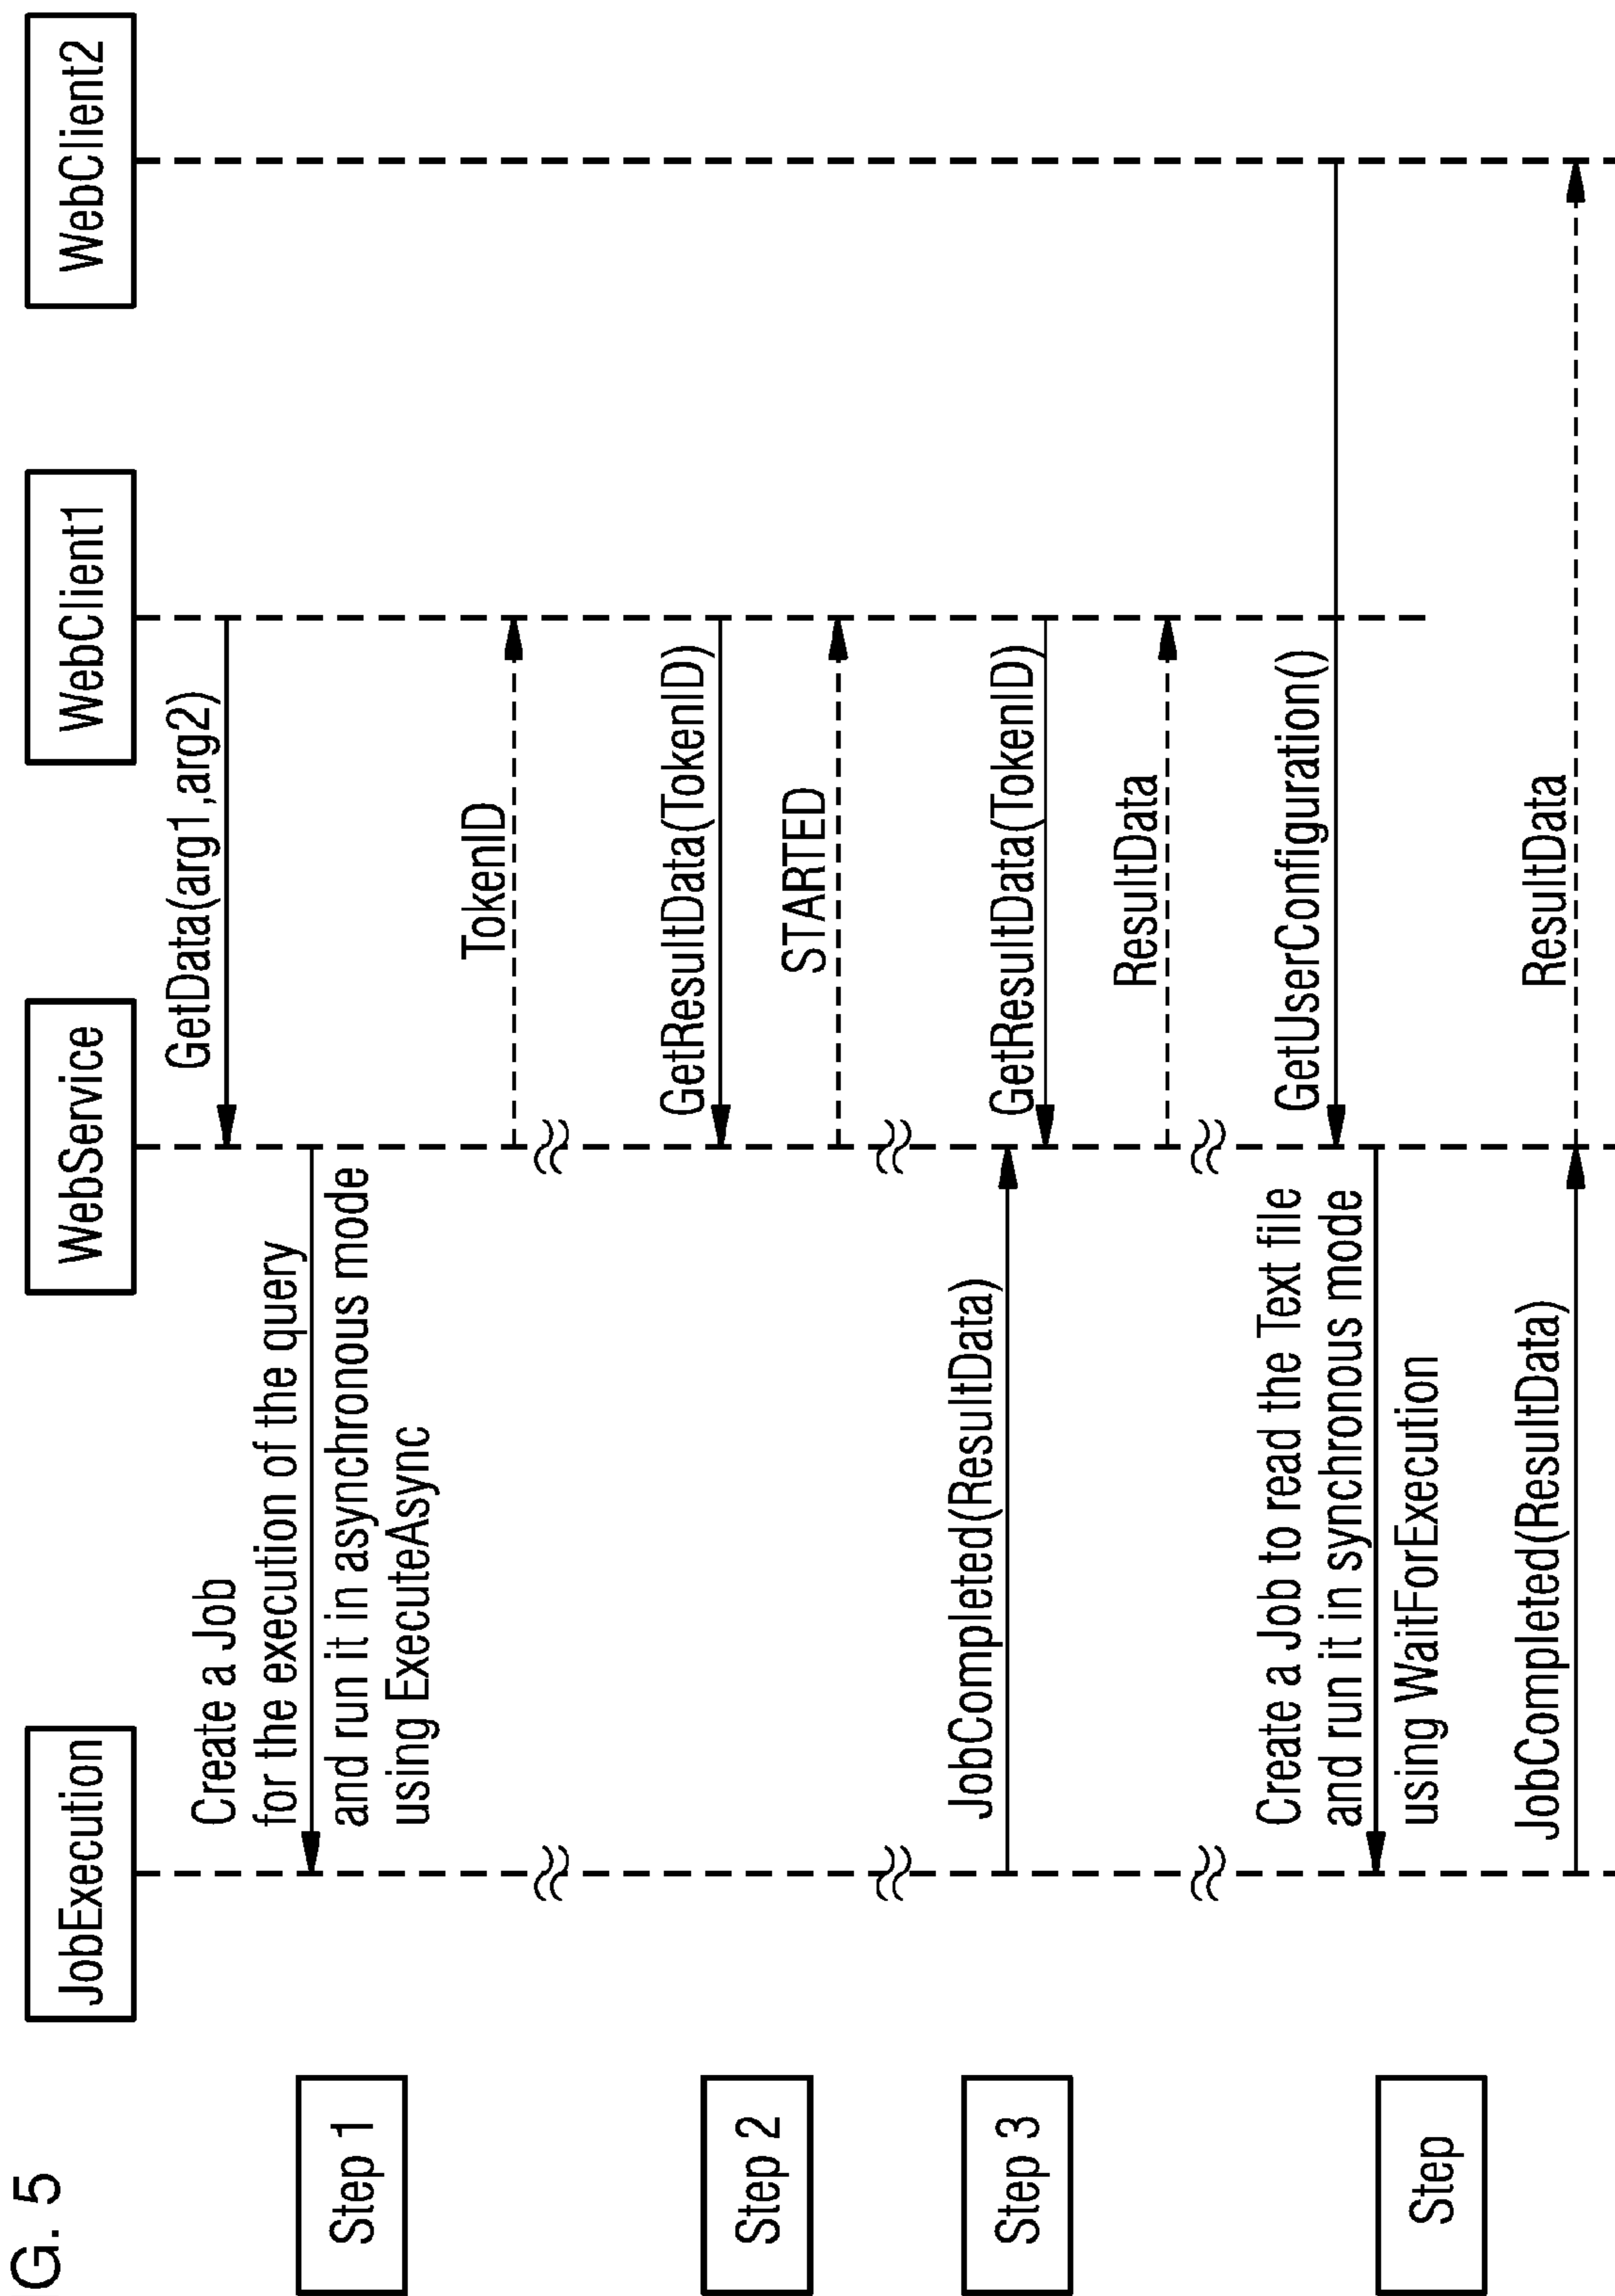 G. 5
JobExecution
WebService
WebClient1
WebClient2
Step 1
GetData(arg1,arg2)
Create a Job
for the execution of the query
and run it in asynchronous mode
using ExecuteAsync
TokenID
Step 2
GetResultData(TokenID)
STARTED
Step 3
JobCompleted(ResultData)
GetResultData(TokenID)
ResultData
Step
GetUserConfiguration()
Create a Job to read the Text file
and run it in synchronous mode
using WaitForExecution
JobCompleted(ResultData)
ResultData